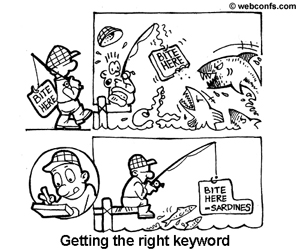 © webconfs.com
BITE
HERE
BITE
HERE
BITE
HERE
-SARDINES
Getting the right keyword